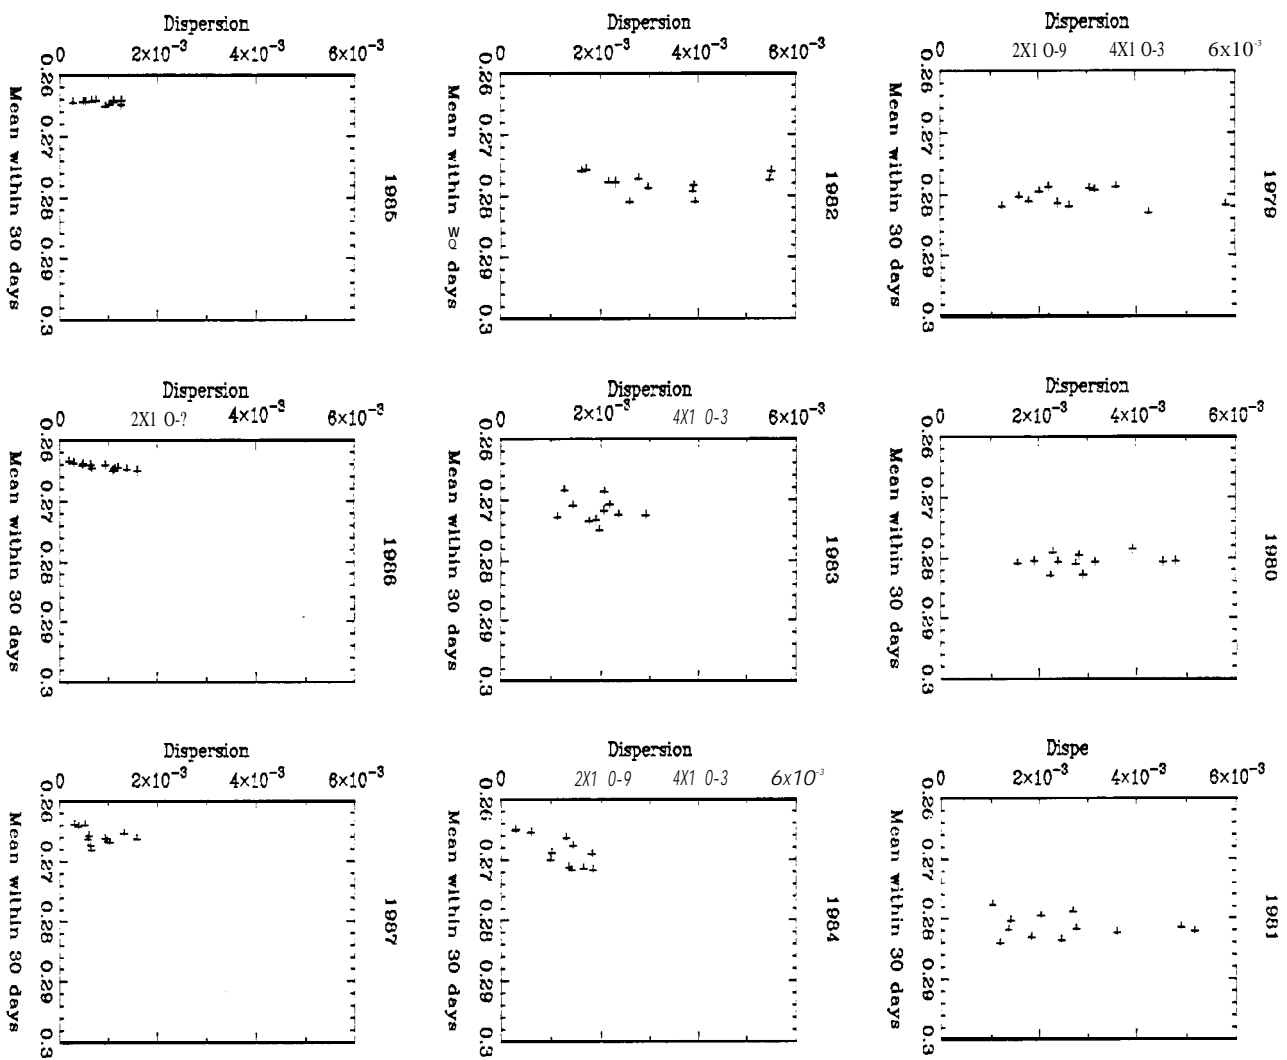 Dispersion
0 2×10⁻³ 4×10⁻³ 6×10⁻³
0.26 0.27 0.28 0.29 0.3
Mean within 30 days
1985
Dispersion
0 2×10⁻³ 4×10⁻³ 6×10⁻³
0.26 0.27 0.28 0.29 0.3
Mean within WQ days
1982
Dispersion
0 2X1 O-9 4X1 O-3 6x10⁻³
0.26 0.27 0.28 0.29 0.3
Mean within 30 days
1979
Dispersion
0 2X1 O-? 4×10⁻³ 6×10⁻³
0.26 0.27 0.28 0.29 0.3
Mean within 30 days
1986
Dispersion
0 2×10⁻³ 4X1 O-3 6×10⁻³
0.26 0.27 0.28 0.29 0.3
Mean within 30 days
1983
Dispersion
0 2×10⁻³ 4×10⁻³ 6×10⁻³
0.26 0.27 0.28 0.29 0.3
Mean within 30 days
1980
Dispersion
0 2×10⁻³ 4×10⁻³ 6×10⁻³
0.26 0.27 0.28 0.29 0.3
Mean within 30 days
1987
Dispersion
0 2X1 0-9 4X1 O-3 6x10⁻³
0.26 0.27 0.28 0.29 0.3
Mean within 30 days
1984
Dispe
0 2×10⁻³ 4×10⁻³ 6×10⁻³
0.26 0.27 0.28 0.29 0.3
Mean within 30 days
1981